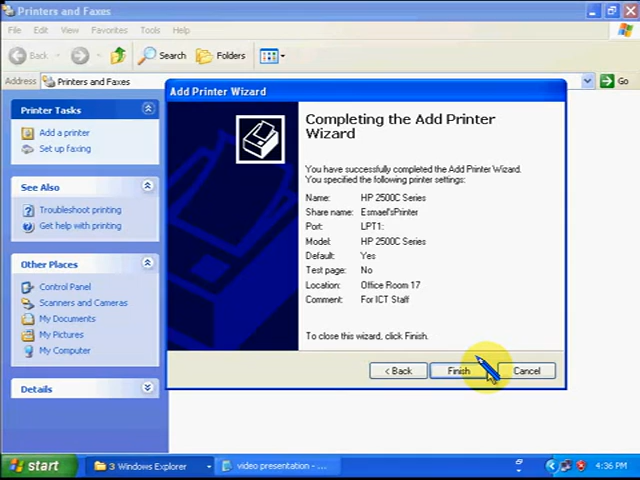 Printers and Faxes
File Edit View Favorites Tools Help
Back Search Folders
Address Printers and Faxes Go
Printer Tasks
Add a printer
Set up faxing
See Also
Troubleshoot printing
Get help with printing
Other Places
Control Panel
Scanners and Cameras
My Documents
My Pictures
My Computer
Details
Add Printer Wizard
Completing the Add Printer
Wizard
You have successfully completed the Add Printer Wizard.
You specified the following printer settings:
Name: HP 2500C Series
Share name: Esmael'sPrinter
Port: LPT1:
Model: HP 2500C Series
Default: Yes
Test page: No
Location: Office Room 17
Comment: For ICT Staff
To close this wizard, click Finish.
< Back Finish Cancel
start 3 Windows Explorer video presentation - ... 4:36 PM